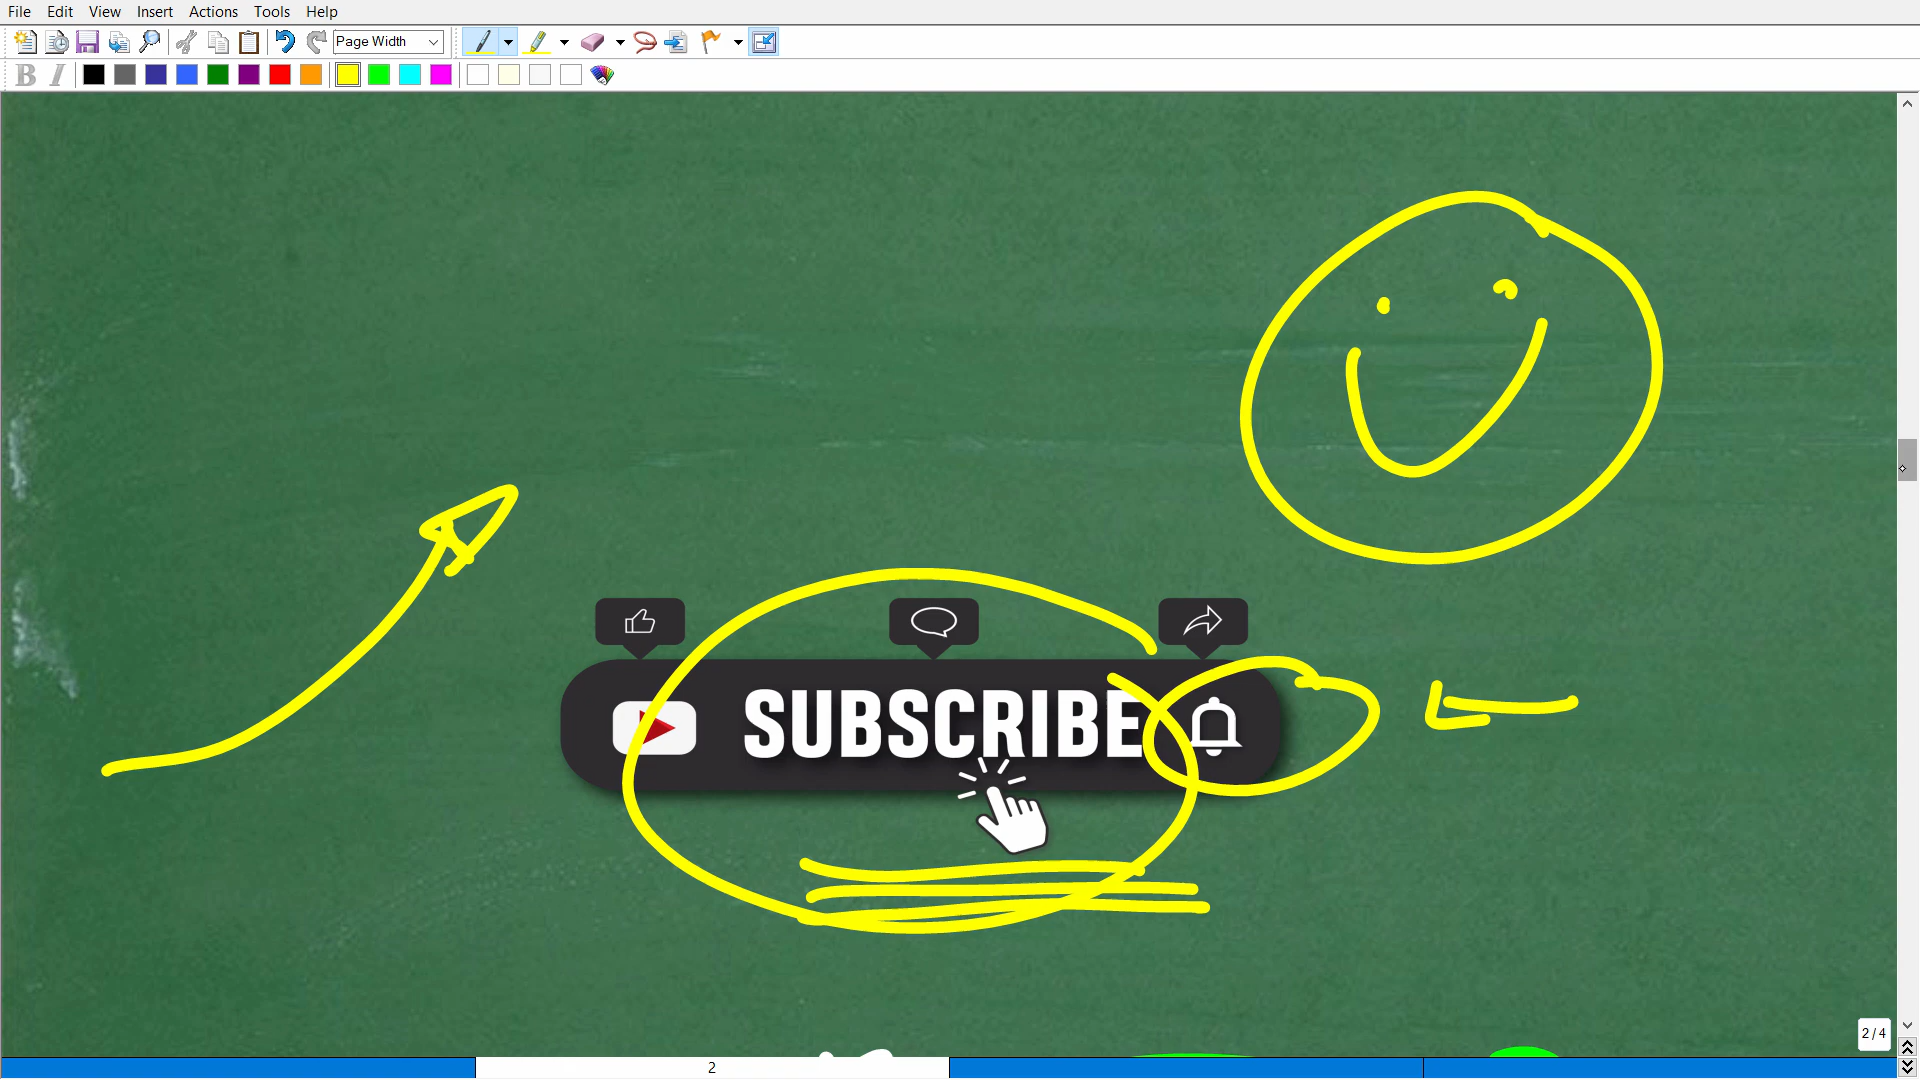 File Edit View Insert Actions Tools Help
Page Width
B I
SUBSCRIBE
2 / 4
2